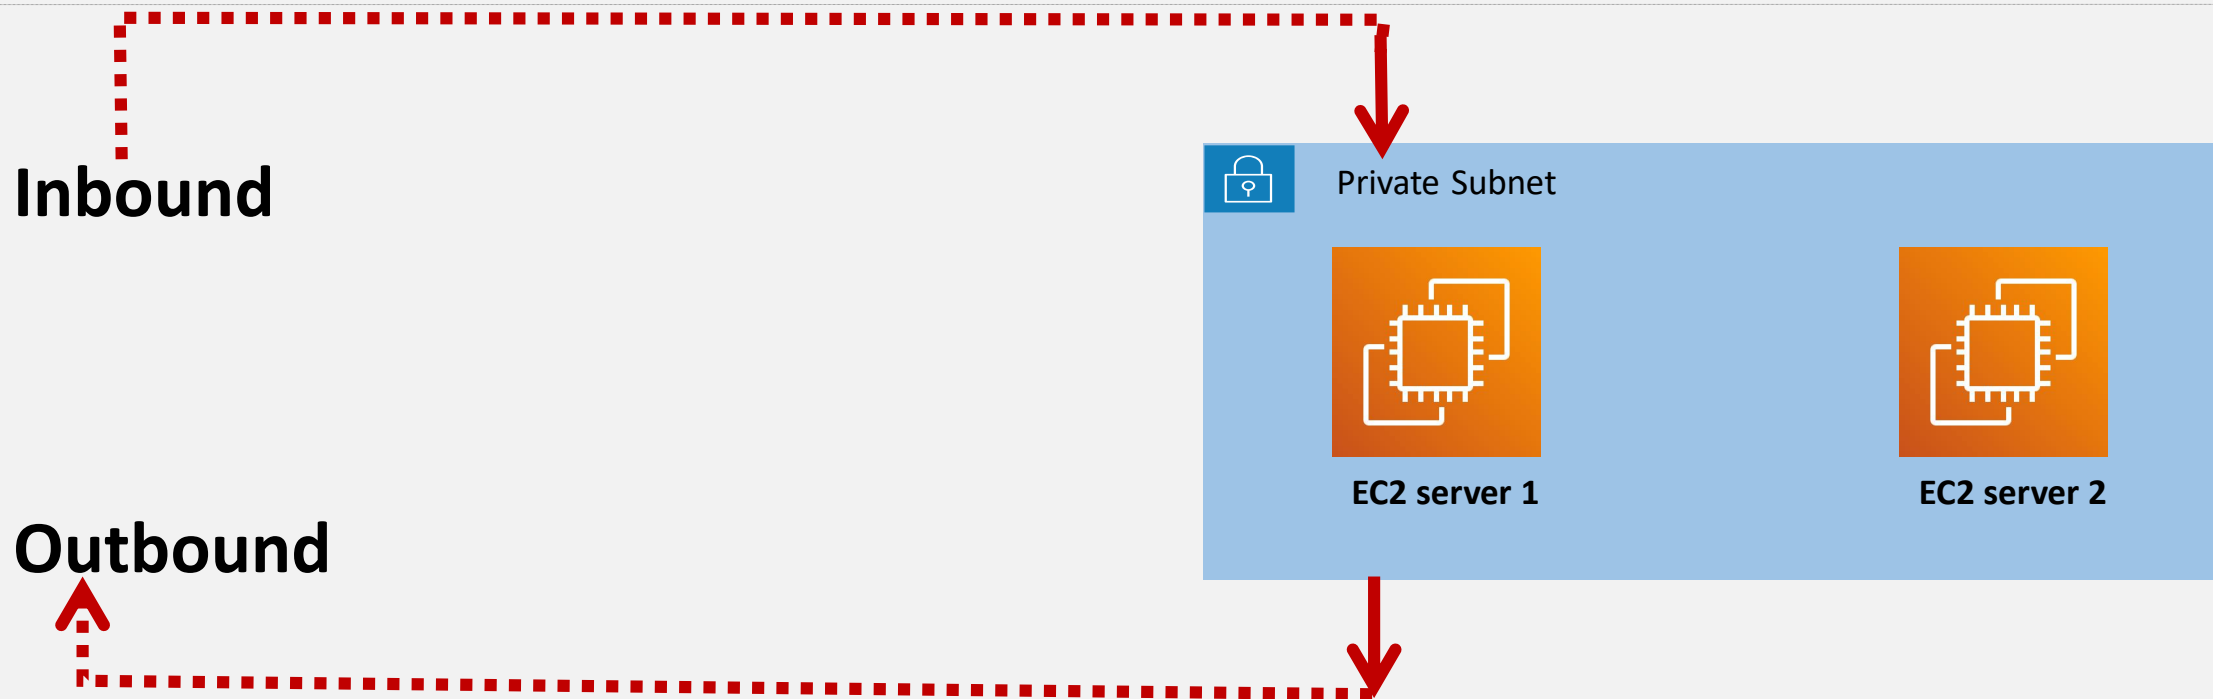 Inbound
Private Subnet
EC2 server 1
EC2 server 2
Outbound